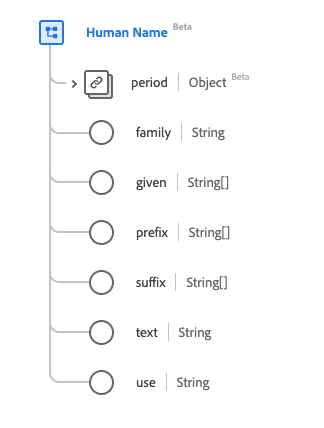 Human Name Beta
period | Object Beta
family | String
given | String[]
prefix | String[]
suffix | String[]
text | String
use | String